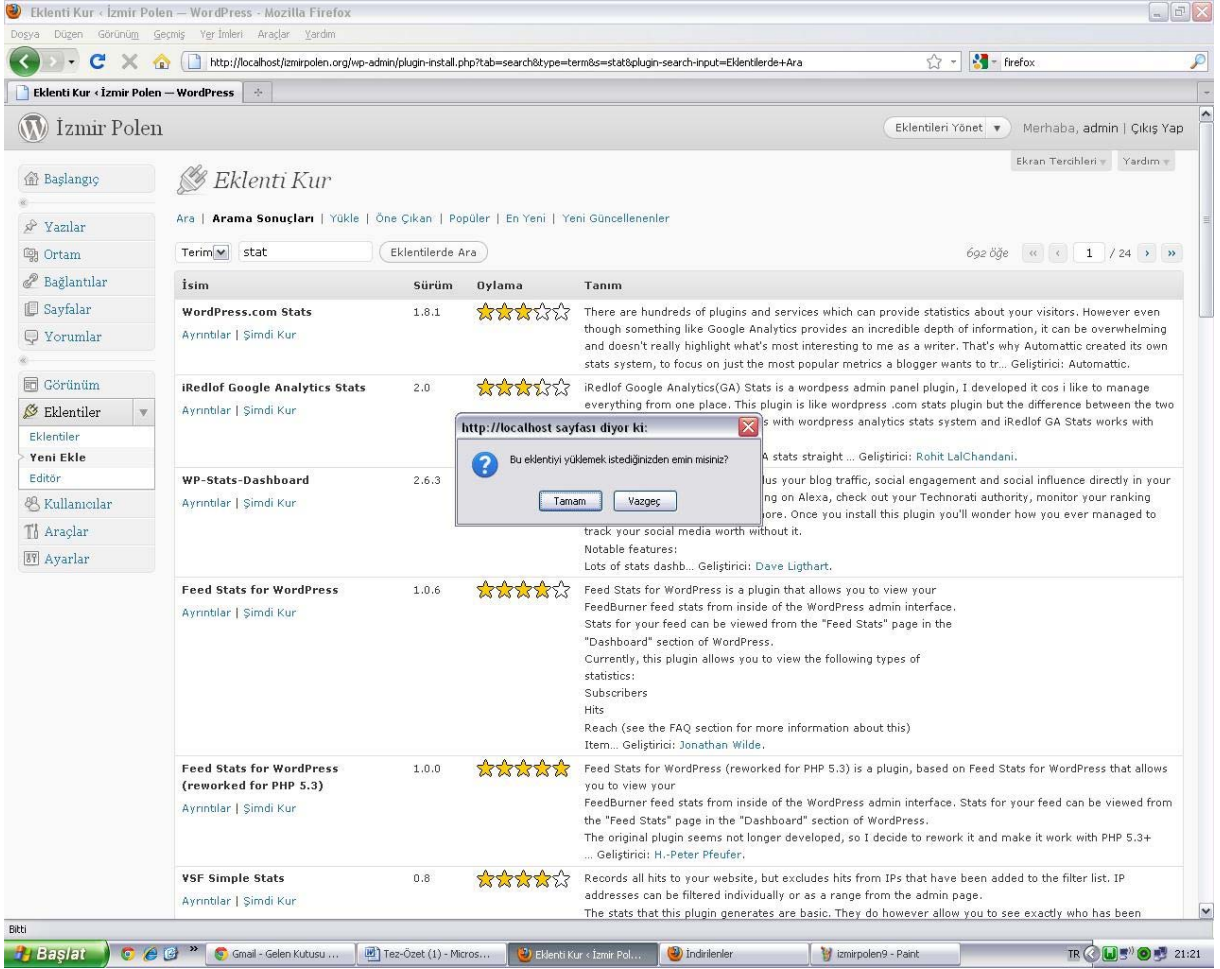 Eklenti Kur ‹ İzmir Polen — WordPress - Mozilla Firefox
Dosya Düzen Görünüm Geçmiş Yer İmleri Araçlar Yardım
http://localhost/izmirpolen.org/wp-admin/plugin-install.php?tab=search&type=term&s=stat&plugin-search-input=Eklentilerde+Ara
firefox
Eklenti Kur ‹ İzmir Polen — WordPress
İzmir Polen
Eklentileri Yönet
Merhaba, admin | Çıkış Yap
Ekran Tercihleri
Yardım
Başlangıç
Yazılar
Ortam
Bağlantılar
Sayfalar
Yorumlar
Görünüm
Eklentiler
Eklentiler
Yeni Ekle
Editör
Kullanıcılar
Araçlar
Ayarlar
Eklenti Kur
Ara | Arama Sonuçları | Yükle | Öne Çıkan | Popüler | En Yeni | Yeni Güncellenenler
Terim stat Eklentilerde Ara
692 öğe « ‹ 1 / 24 › »
İsim Sürüm Oylama Tanım
WordPress.com Stats
Ayrıntılar | Şimdi Kur
1.8.1
There are hundreds of plugins and services which can provide statistics about your visitors. However even
though something like Google Analytics provides an incredible depth of information, it can be overwhelming
and doesn't really highlight what's most interesting to me as a writer. That's why Automattic created its own
stats system, to focus on just the most popular metrics a blogger wants to tr... Geliştirici: Automattic.
iRedlof Google Analytics Stats
Ayrıntılar | Şimdi Kur
2.0
iRedlof Google Analytics(GA) Stats is a wordpess admin panel plugin, I developed it cos i like to manage
everything from one place. This plugin is like wordpress .com stats plugin but the difference between the two
s with wordpress analytics stats system and iRedlof GA Stats works with
A stats straight ... Geliştirici: Rohit LalChandani.
http://localhost sayfası diyor ki:
Bu eklentiyi yüklemek istediğinizden emin misiniz?
Tamam
Vazgeç
WP-Stats-Dashboard
Ayrıntılar | Şimdi Kur
2.6.3
lus your blog traffic, social engagement and social influence directly in your
ng on Alexa, check out your Technorati authority, monitor your ranking
ore. Once you install this plugin you'll wonder how you ever managed to
track your social media worth without it.
Notable features:
Lots of stats dashb... Geliştirici: Dave Ligthart.
Feed Stats for WordPress
Ayrıntılar | Şimdi Kur
1.0.6
Feed Stats for WordPress is a plugin that allows you to view your
FeedBurner feed stats from inside of the WordPress admin interface.
Stats for your feed can be viewed from the "Feed Stats" page in the
"Dashboard" section of WordPress.
Currently, this plugin allows you to view the following types of
statistics:
Subscribers
Hits
Reach (see the FAQ section for more information about this)
Item... Geliştirici: Jonathan Wilde.
Feed Stats for WordPress
(reworked for PHP 5.3)
Ayrıntılar | Şimdi Kur
1.0.0
Feed Stats for WordPress (reworked for PHP 5.3) is a plugin, based on Feed Stats for WordPress that allows
you to view your
FeedBurner feed stats from inside of the WordPress admin interface. Stats for your feed can be viewed from
the "Feed Stats" page in the "Dashboard" section of WordPress.
The original plugin seems not longer developed, so I decide to rework it and make it work with PHP 5.3+
... Geliştirici: H.-Peter Pfeufer.
VSF Simple Stats
Ayrıntılar | Şimdi Kur
0.8
Records all hits to your website, but excludes hits from IPs that have been added to the filter list. IP
addresses can be filtered individually or as a range from the admin page.
The stats that this plugin generates are basic. They do however allow you to see exactly who has been
Bitti
Başlat
»
Gmail - Gelen Kutusu ...
Tez-Özet (1) - Micros...
Eklenti Kur ‹ İzmir Pol...
İndirilenler
izmirpolen9 - Paint
TR
21:21